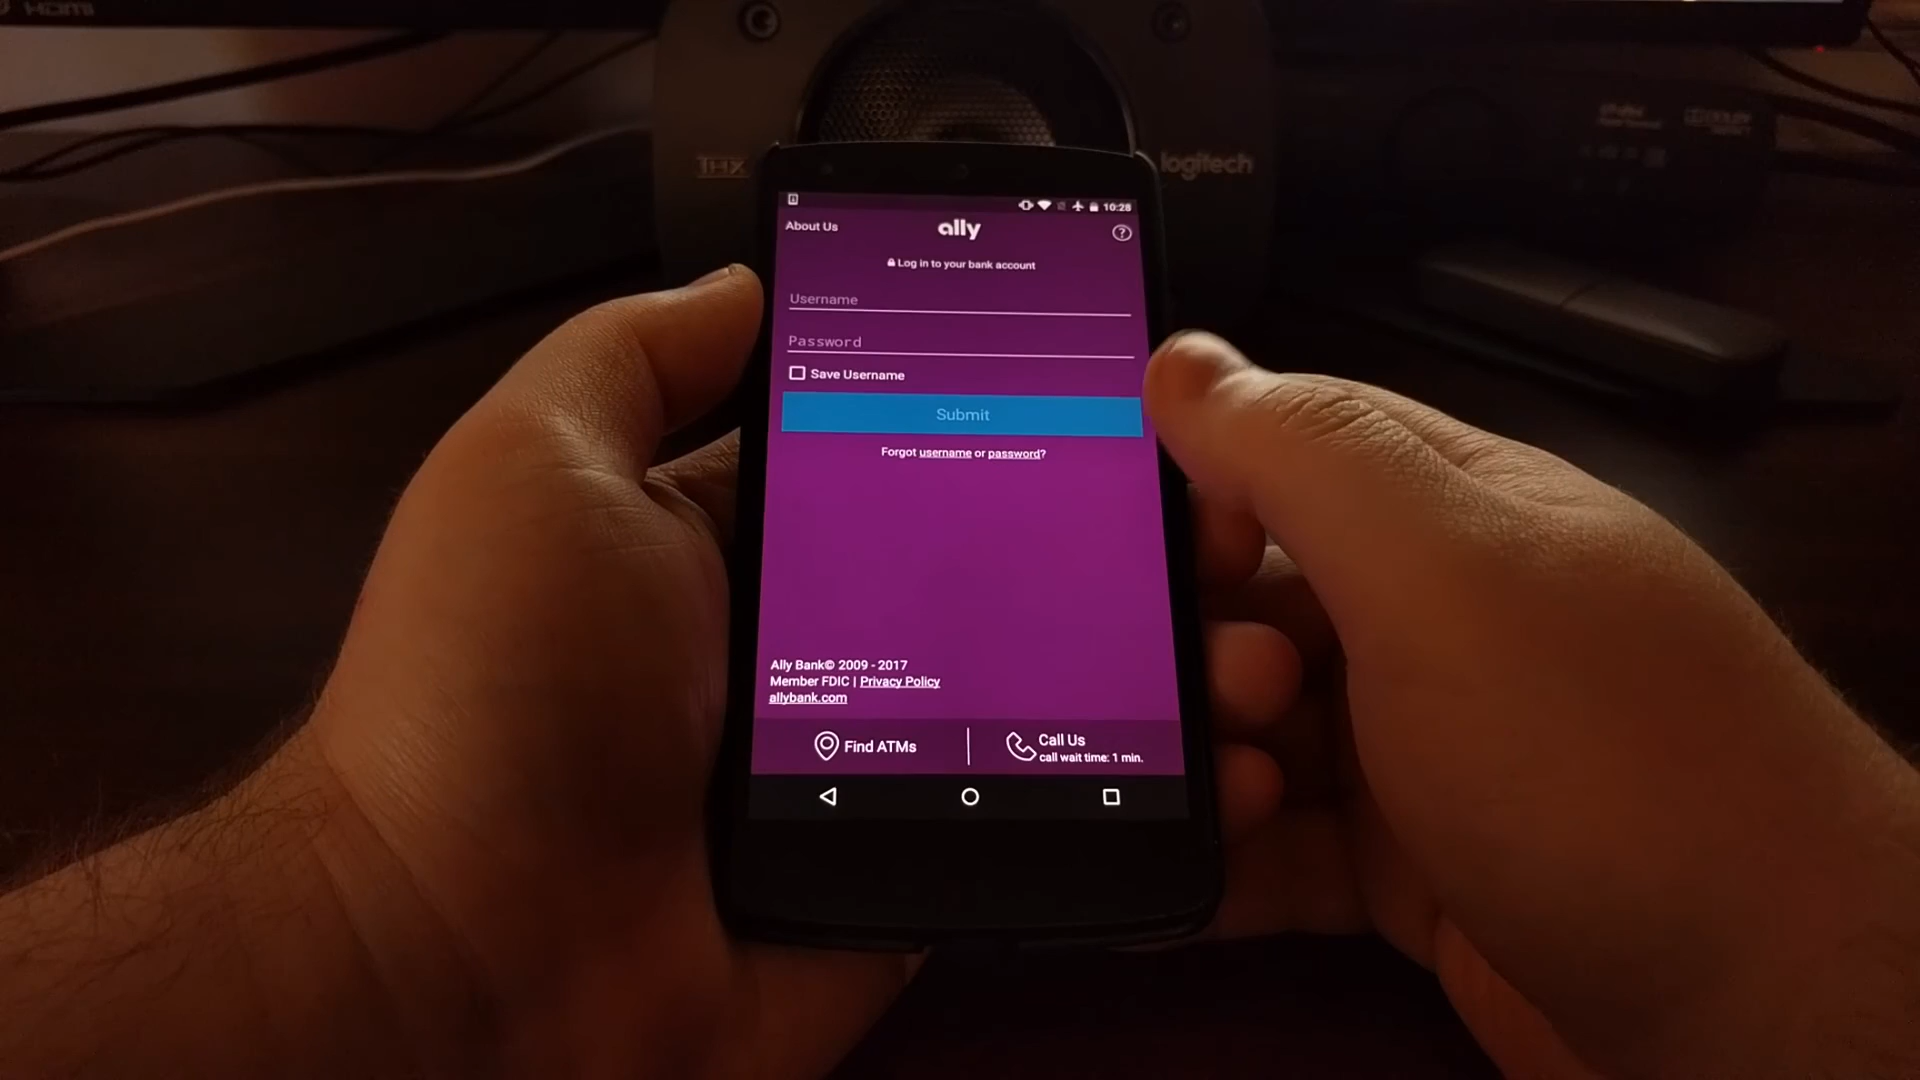 HDMI
THX
logitech
10:28
About Us
ally
Log in to your bank account
Username
Password
Save Username
Submit
Forgot username or password?
Ally Bank© 2009 - 2017
Member FDIC | Privacy Policy
allybank.com
Find ATMs
Call Us
call wait time: 1 min.